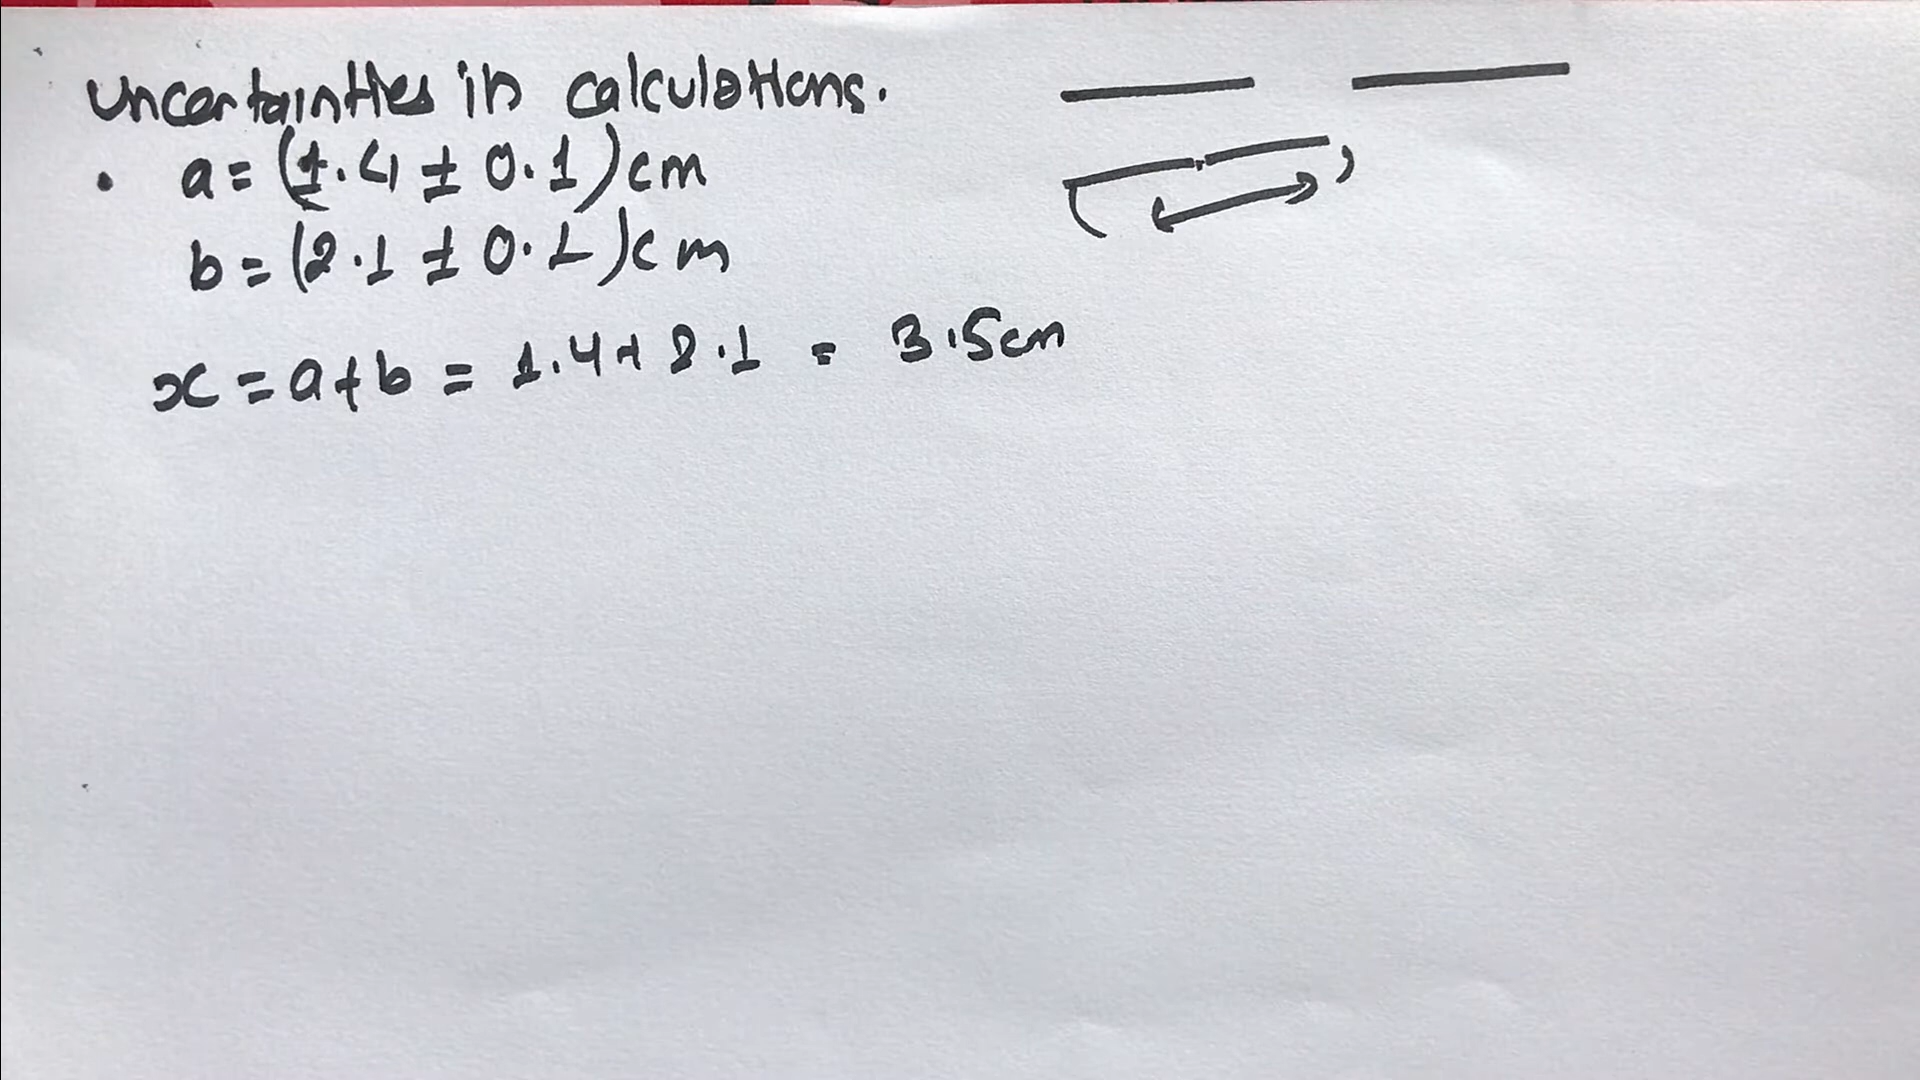 Uncertainties in calculations.
• a = (1.4 ± 0.1) cm
b = (2.1 ± 0.1) cm
x = a + b = 1.4 + 2.1 = 3.5cm